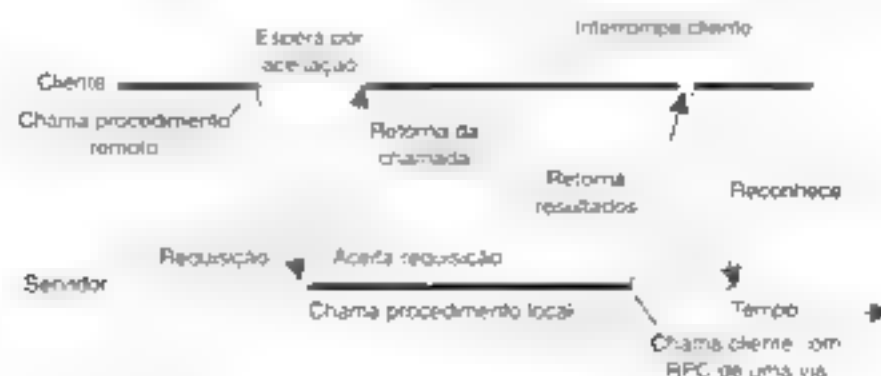 Espera por
aceitação
Interrompe cliente
Cliente
Chama procedimento
remoto
Retorna da
chamada
Retorna
resultados
Reconhece
Requisição
Aceita requisição
Servidor
Chama procedimento local
Tempo
Chama cliente com
RPC de uma via